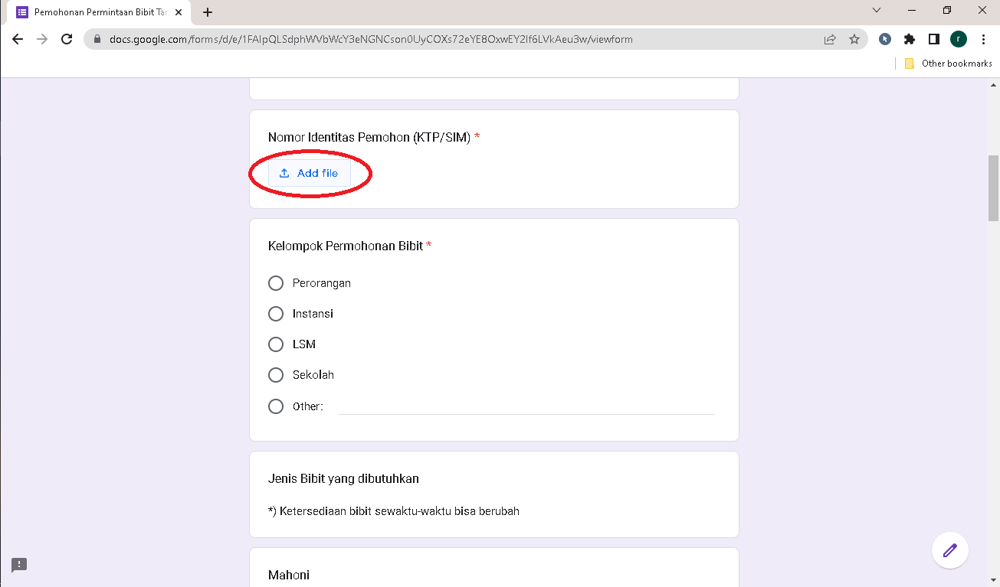 Pemohonan Permintaan Bibit Tan
docs.google.com/forms/d/e/1FAIpQLSdphWVbWcY3eNGNCson0UyCOXs72eYE8OxwEY2If6LVkAeu3w/viewform
r
Other bookmarks
Nomor Identitas Pemohon (KTP/SIM) *
Add file
Kelompok Permohonan Bibit *
Perorangan
Instansi
LSM
Sekolah
Other:
Jenis Bibit yang dibutuhkan
*) Ketersediaan bibit sewaktu-waktu bisa berubah
Mahoni